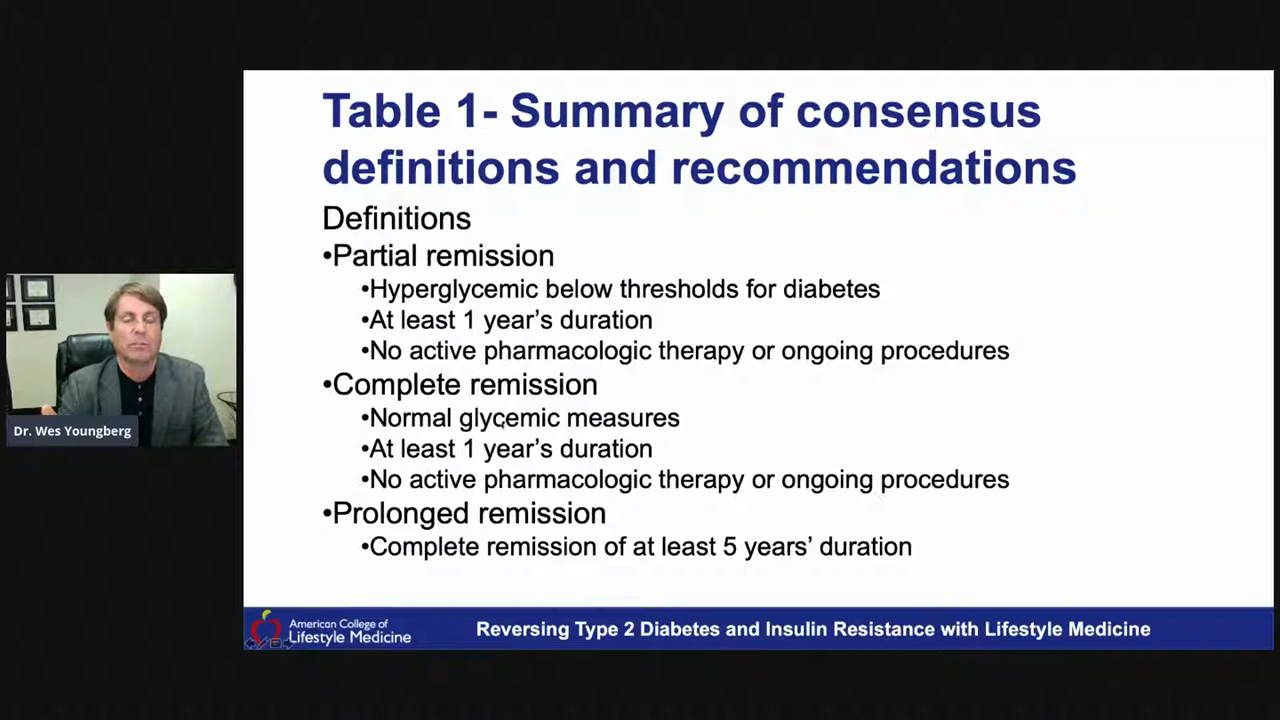 Table 1- Summary of consensus
definitions and recommendations
Definitions
•Partial remission
•Hyperglycemic below thresholds for diabetes
•At least 1 year's duration
•No active pharmacologic therapy or ongoing procedures
•Complete remission
•Normal glycemic measures
•At least 1 year's duration
•No active pharmacologic therapy or ongoing procedures
•Prolonged remission
•Complete remission of at least 5 years' duration
Dr. Wes Youngberg
American College of
Lifestyle Medicine
Reversing Type 2 Diabetes and Insulin Resistance with Lifestyle Medicine